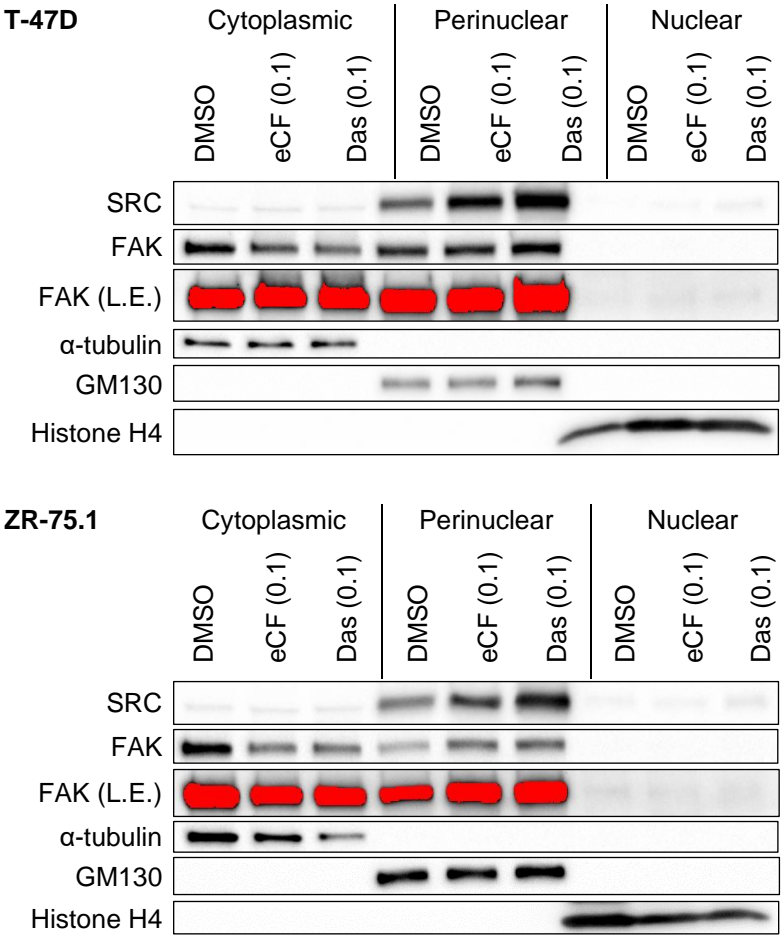 T-47D Cytoplasmic Perinuclear Nuclear
DMSO eCF (0.1) Das (0.1) DMSO eCF (0.1) Das (0.1) DMSO eCF (0.1) Das (0.1)
SRC
FAK
FAK (L.E.)
α-tubulin
GM130
Histone H4
ZR-75.1 Cytoplasmic Perinuclear Nuclear
DMSO eCF (0.1) Das (0.1) DMSO eCF (0.1) Das (0.1) DMSO eCF (0.1) Das (0.1)
SRC
FAK
FAK (L.E.)
α-tubulin
GM130
Histone H4